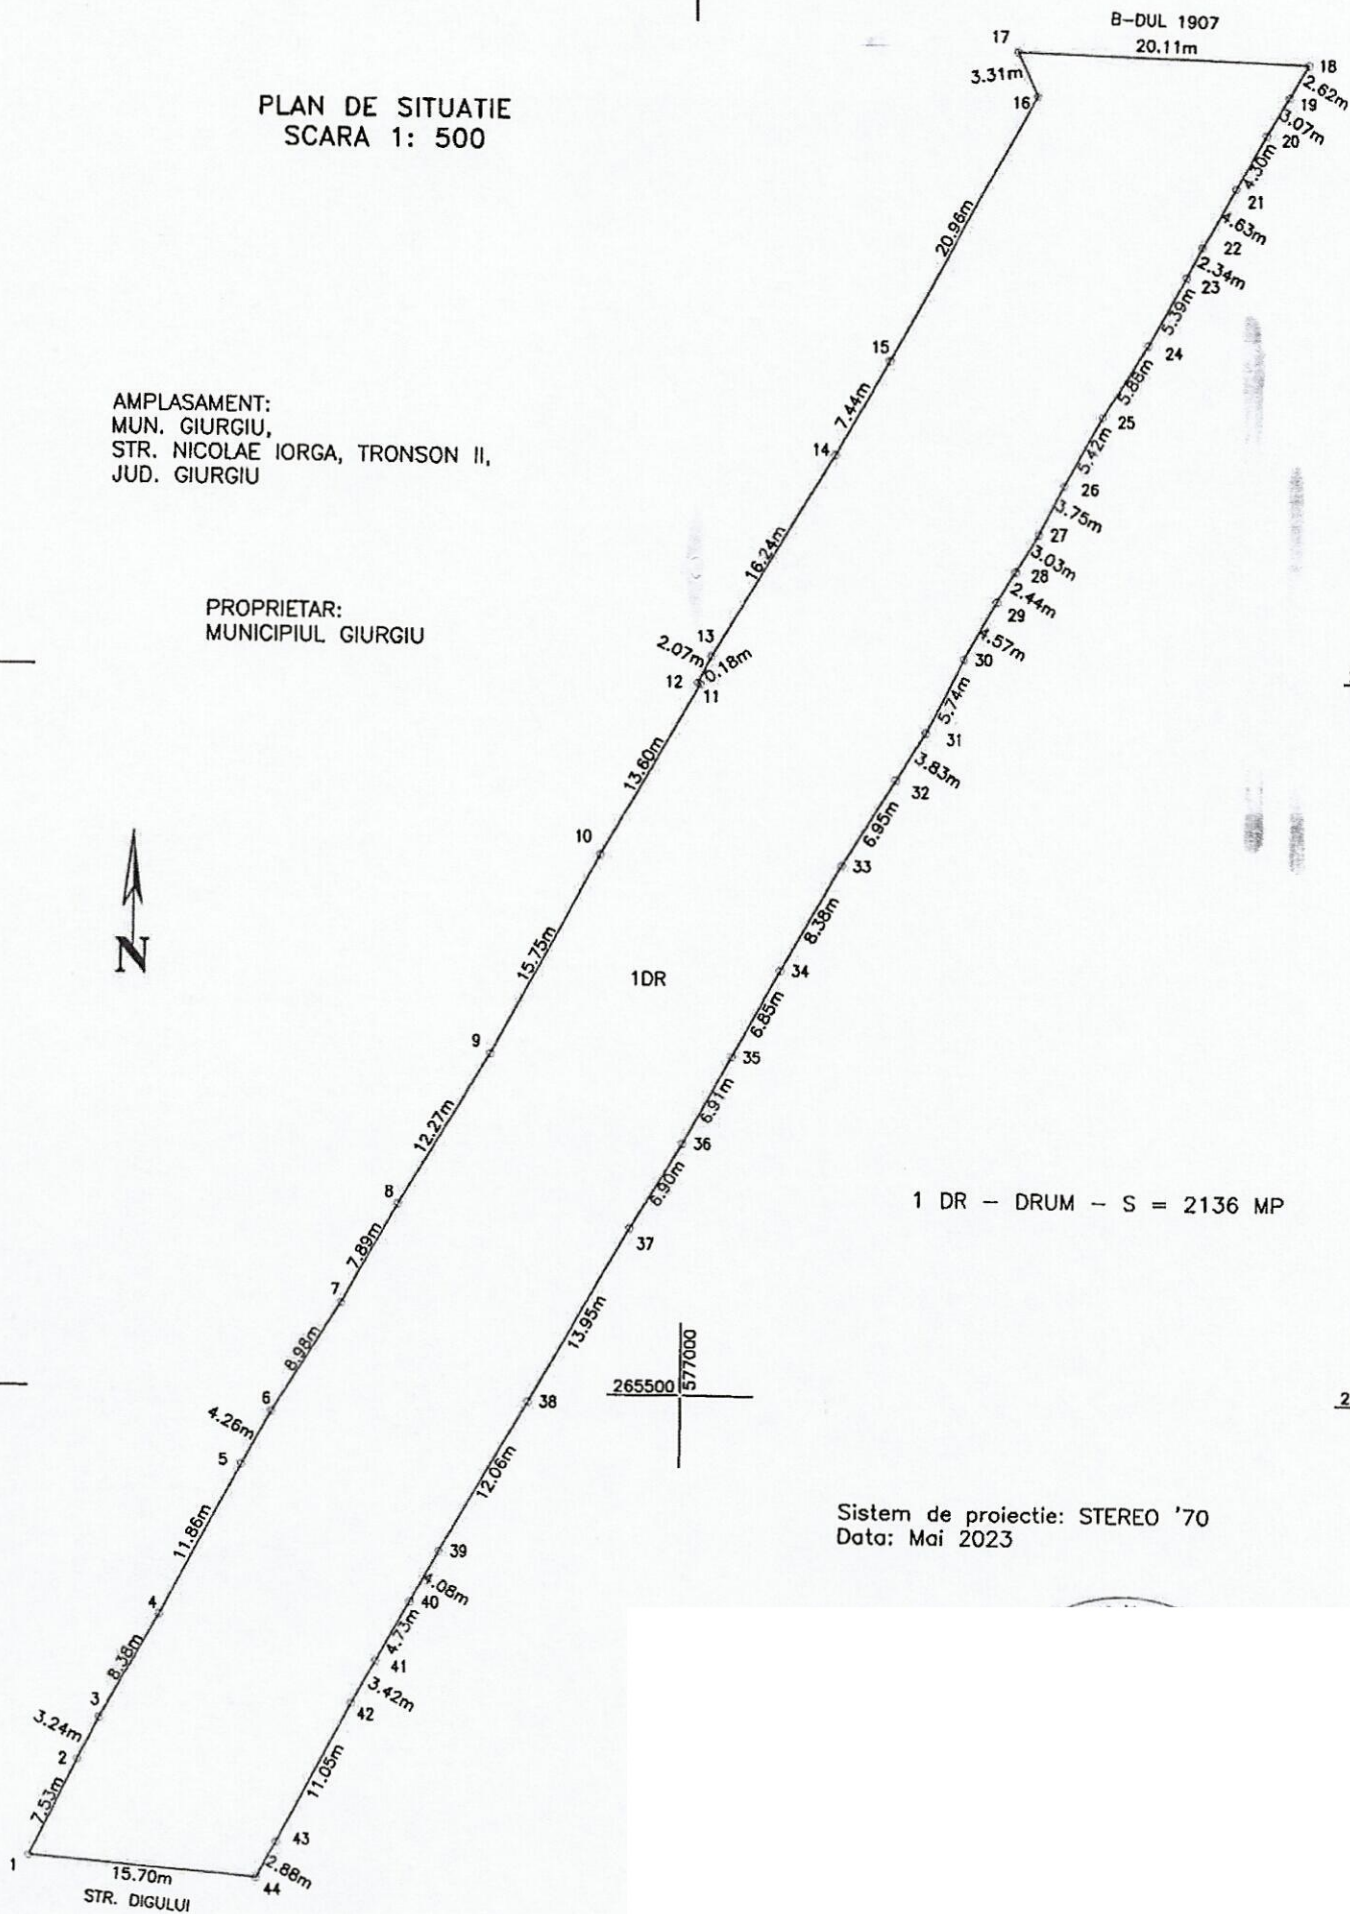 B-DUL 1907
17
20.11m
18
3.31m
2.62m
16
19
3.07m
20
PLAN DE SITUATIE
SCARA 1: 500
4.30m
21
20.96m
4.63m
22
2.34m
23
5.39m
15
24
AMPLASAMENT:
MUN. GIURGIU,
STR. NICOLAE IORGA, TRONSON II,
JUD. GIURGIU
7.44m
5.88m
25
14
5.42m
26
3.75m
27
16.24m
3.03m
28
2.44m
29
PROPRIETAR:
MUNICIPIUL GIURGIU
13
4.57m
2.07m
0.18m
30
12
11
5.74m
31
13.60m
3.83m
32
6.95m
10
33
8.38m
N
15.75m
1DR
34
6.85m
9
35
12.27m
6.91m
36
8
6.90m
1 DR - DRUM - S = 2136 MP
7.89m
37
7
8.98m
13.95m
577000
265500
6
38
4.26m
5
12.06m
11.86m
Sistem de proiectie: STEREO '70
Data: Mai 2023
39
4.08m
4
40
4.73m
8.38m
41
3.42m
3
42
3.24m
2
11.05m
7.53m
43
1
2.88m
15.70m
44
STR. DIGULUI